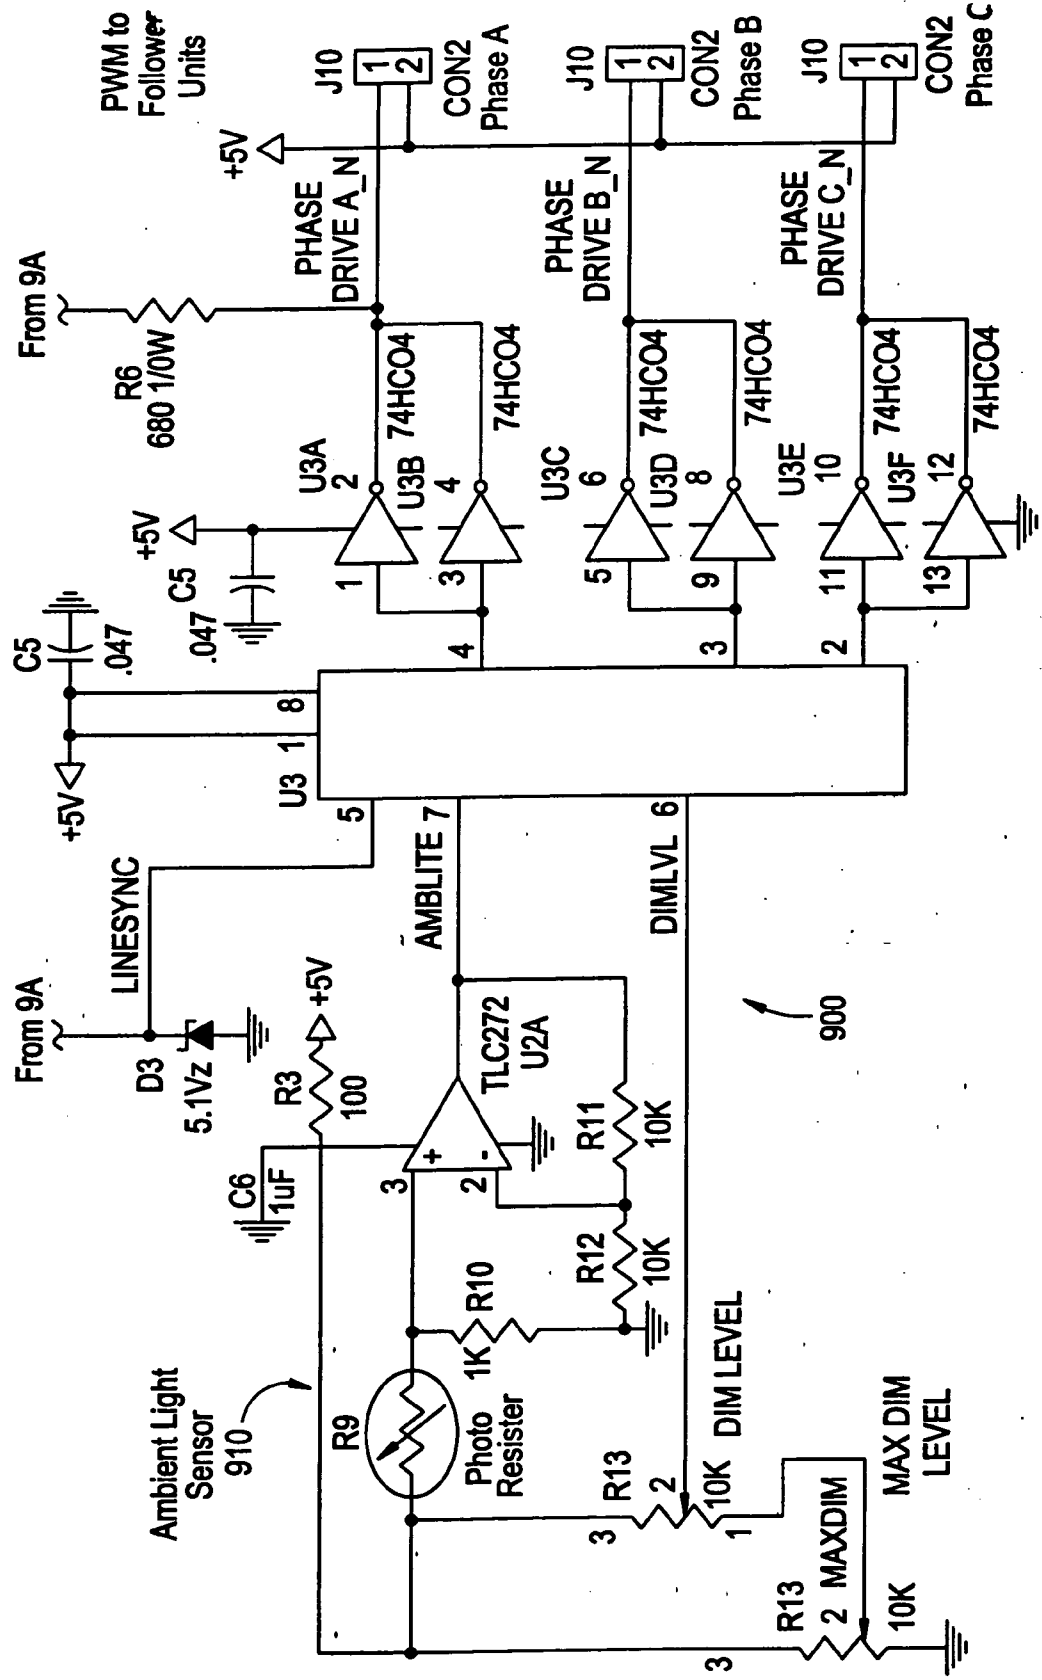 PWM to
Follower
Units
+5V
J10
1
2
CON2
Phase A
J10
1
2
CON2
Phase B
J10
1
2
CON2
Phase C
From 9A
R6
680 1/0W
PHASE
DRIVE A_N
PHASE
DRIVE B_N
PHASE
DRIVE C_N
+5V
C5
.047
U3A
1
2
74HCO4
U3B
3
4
74HCO4
U3C
5
6
74HCO4
U3D
9
8
74HCO4
U3E
11
10
74HCO4
U3F
13
12
74HCO4
C5
.047
+5V
U3
1
8
4
3
2
5
7
6
From 9A
LINESYNC
D3
5.1Vz
AMBLITE
DIMLVL
R3
100
+5V
C6
1uF
3
+
2
-
TLC272
U2A
R11
10K
R12
10K
R10
1K
900
Ambient Light
Sensor
910
R9
Photo
Resister
R13
3
2
1
10K
DIM LEVEL
R13
3
2
MAXDIM
10K
MAX DIM
LEVEL